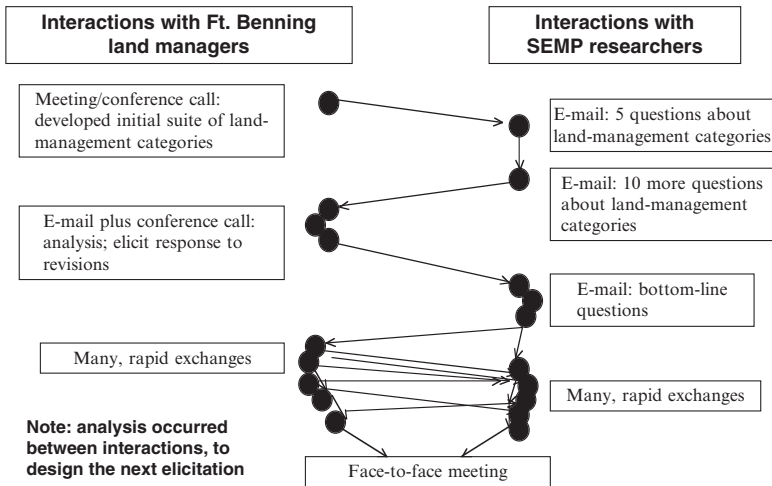 Interactions with Ft. Benning
land managers
Interactions with
SEMP researchers
Meeting/conference call:
developed initial suite of land-
management categories
E-mail: 5 questions about
land-management categories
E-mail: 10 more questions
about land-management
categories
E-mail plus conference call:
analysis; elicit response to
revisions
E-mail: bottom-line
questions
Many, rapid exchanges
Many, rapid exchanges
Note: analysis occurred
between interactions, to
design the next elicitation
Face-to-face meeting